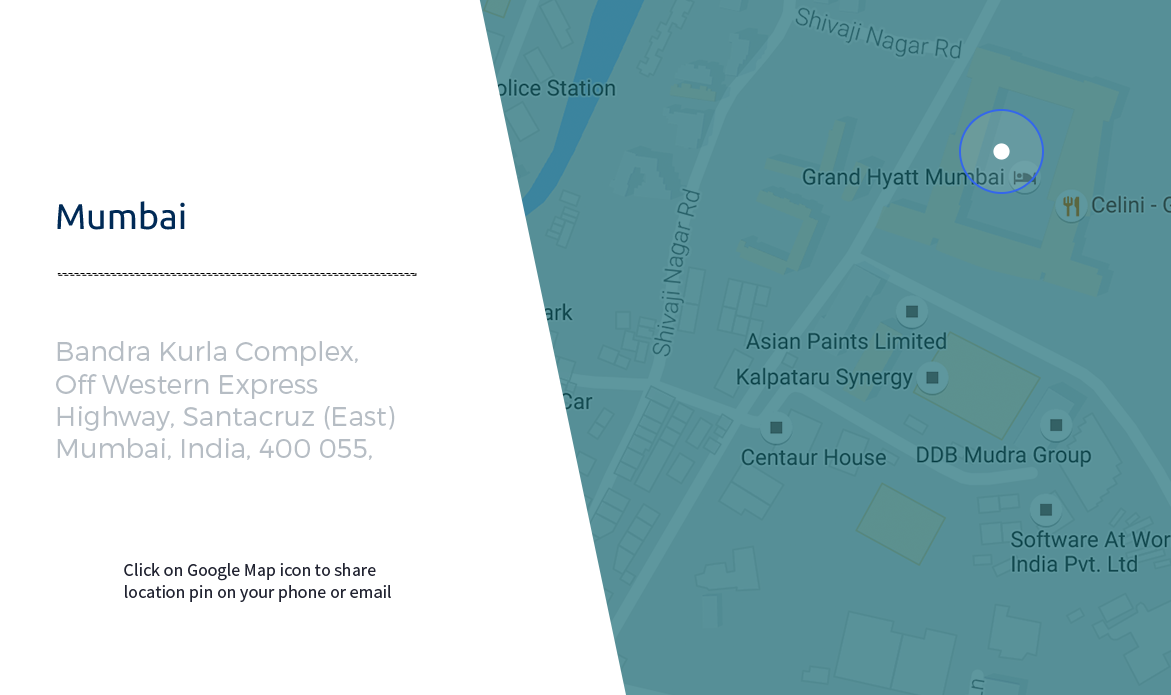 Mumbai
Bandra Kurla Complex,
Off Western Express
Highway, Santacruz (East)
Mumbai, India, 400 055,
Click on Google Map icon to share
location pin on your phone or email
Shivaji Nagar Rd
olice Station
Grand Hyatt Mumbai
Celini - G
Shivaji Nagar Rd
ark
Asian Paints Limited
Kalpataru Synergy
Car
Centaur House
DDB Mudra Group
Software At Wor
India Pvt. Ltd
Ln